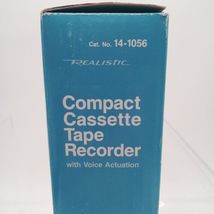 Cat. No. 14-1056
REALISTIC
Compact
Cassette
Tape
Recorder
with Voice Actuation